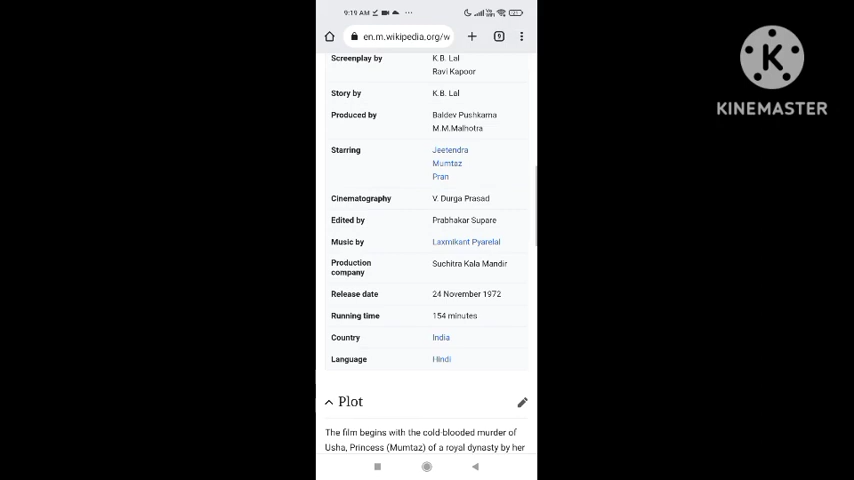 9:19 AM
en.m.wikipedia.org/w
9
K
KINEMASTER
Screenplay by K.B. Lal
Ravi Kapoor
Story by K.B. Lal
Produced by Baldev Pushkarna
M.M.Malhotra
Starring Jeetendra
Mumtaz
Pran
Cinematography V. Durga Prasad
Edited by Prabhakar Supare
Music by Laxmikant Pyarelal
Production Suchitra Kala Mandir
company
Release date 24 November 1972
Running time 154 minutes
Country India
Language Hindi
Plot
The film begins with the cold-blooded murder of
Usha, Princess (Mumtaz) of a royal dynasty by her